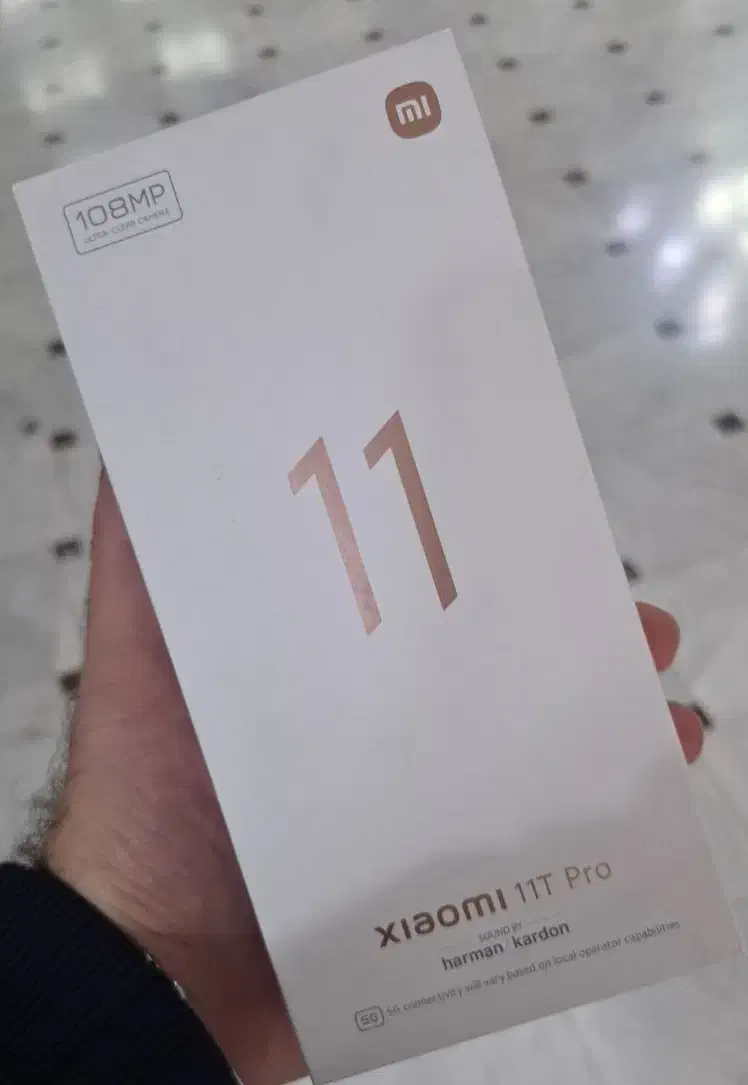 mi
108MP
ULTRA-CLEAR CAMERA
11
xiaomi 11T Pro
SOUND BY
harman/kardon
5G 5G connectivity will vary based on local operator capabilities